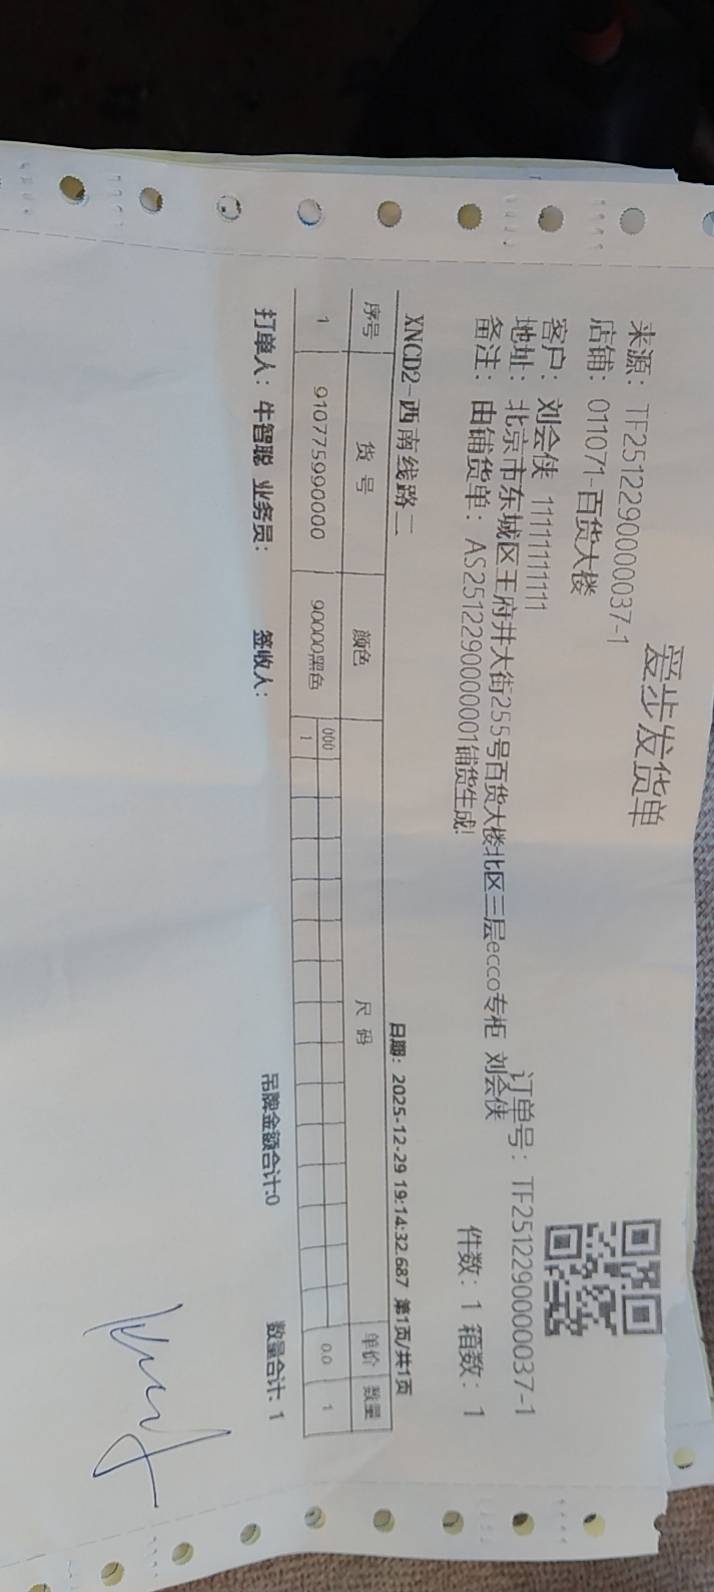 爱步发货单
来源：TF2512290000037-1
店铺：011071-百货大楼
订单号：TF2512290000037-1
客户：刘会侠 11111111111
地址：北京市东城区王府井大街255号百货大楼北区三层ecco专柜 刘会侠
备注：由铺货单：AS2512290000001铺货生成!
件数：1 箱数：1
XNCD2-西南线路二
日期：2025-12-29 19:14:32.687 第1页/共1页
序号 货号 颜色 尺码 单价 数量
1 910775990000 90000黑色 000 0.0 1
1
打单人：牛智聪 业务员： 签收人： 吊牌金额合计:0 数量合计: 1